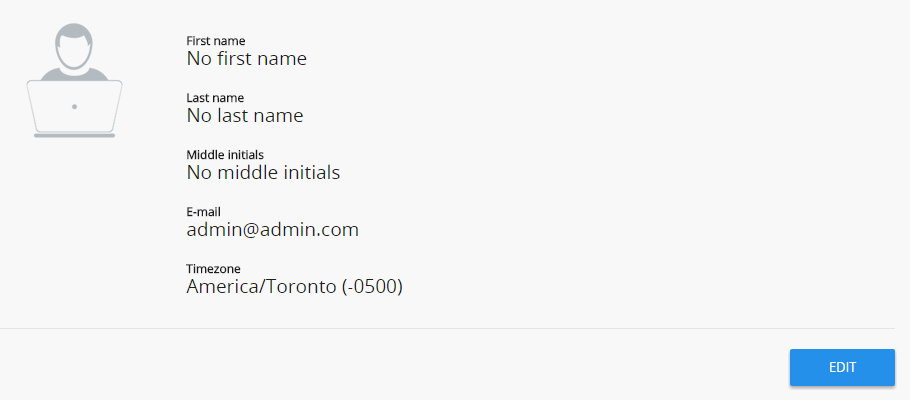 First name
No first name
Last name
No last name
Middle initials
No middle initials
E-mail
admin@admin.com
Timezone
America/Toronto (-0500)
EDIT